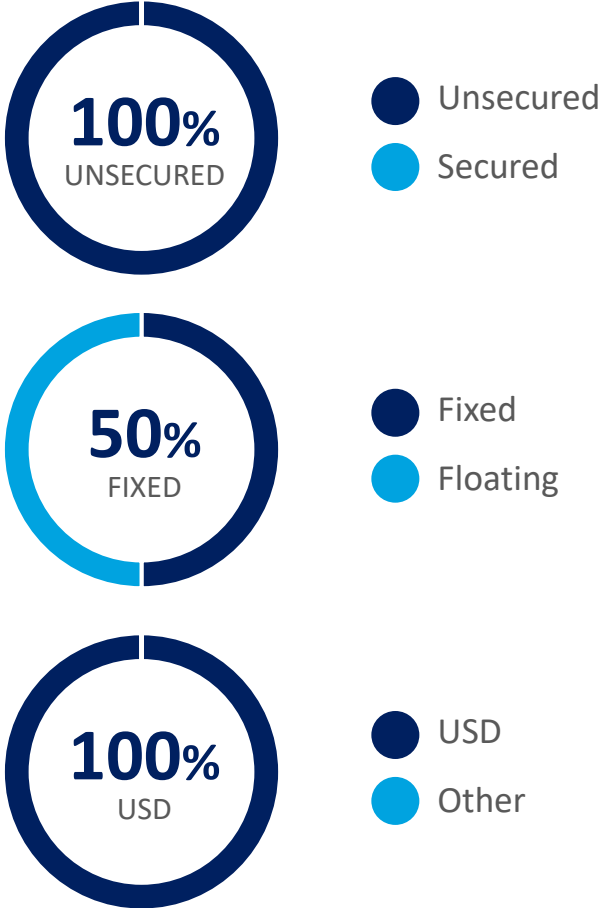 100%
UNSECURED
Unsecured
Secured
50%
FIXED
Fixed
Floating
100%
USD
USD
Other